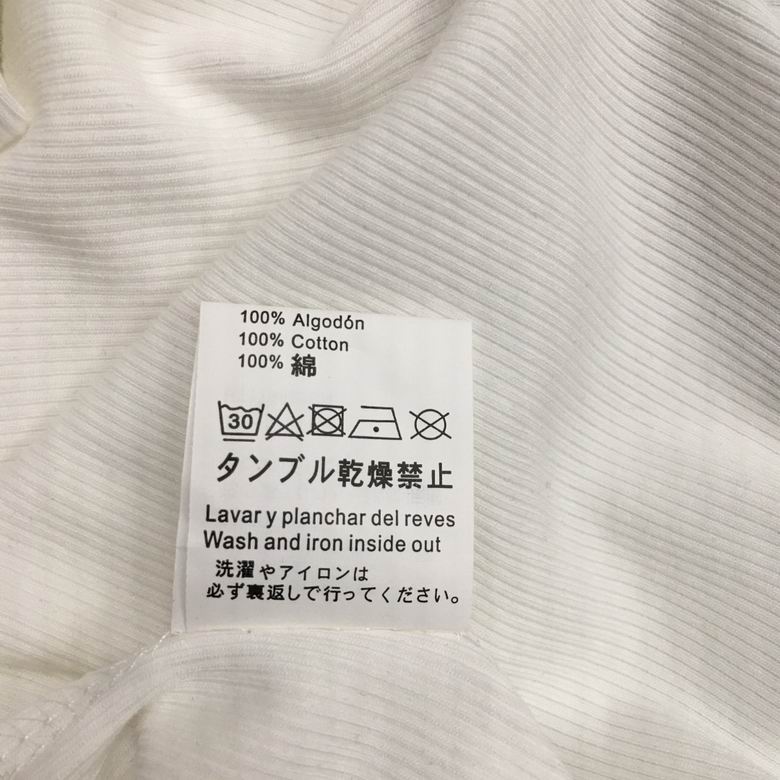 100% Algodón
100% Cotton
100% 綿
30
タンブル乾燥禁止
Lavar y planchar del reves
Wash and iron inside out
洗濯やアイロンは
必ず裏返しで行ってください。